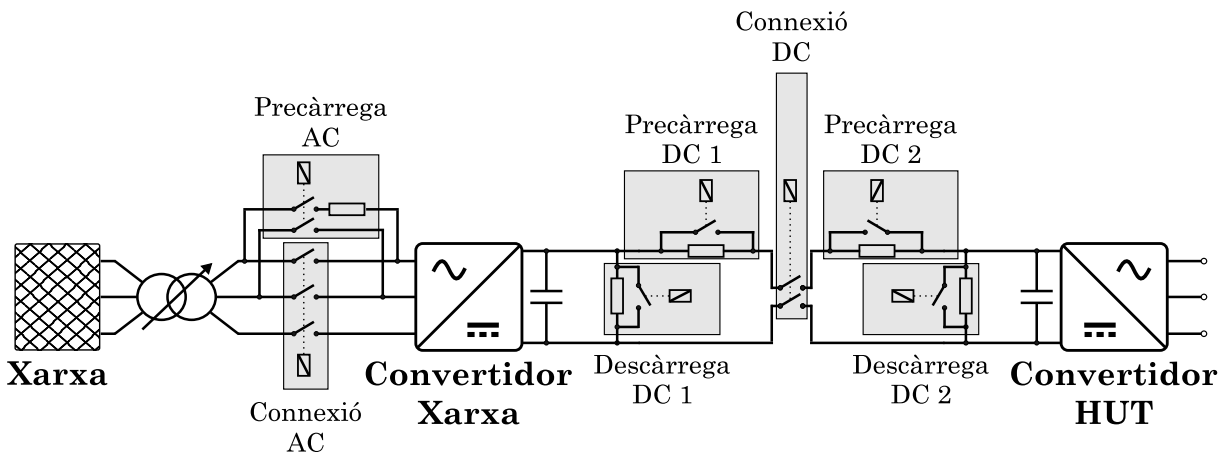 Connexió
DC
Precàrrega
AC
Precàrrega
DC 1
Precàrrega
DC 2
Xarxa
Connexió
AC
Convertidor
Xarxa
Descàrrega
DC 1
Descàrrega
DC 2
Convertidor
HUT